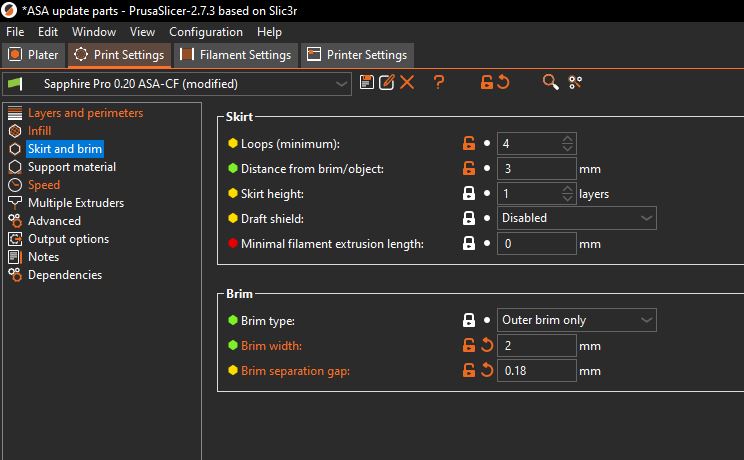 *ASA update parts - PrusaSlicer-2.7.3 based on Slic3r
File Edit Window View Configuration Help
Plater Print Settings Filament Settings Printer Settings
Sapphire Pro 0.20 ASA-CF (modified)
Layers and perimeters
Infill
Skirt and brim
Support material
Speed
Multiple Extruders
Advanced
Output options
Notes
Dependencies
Skirt
Loops (minimum): 4
Distance from brim/object: 3 mm
Skirt height: 1 layers
Draft shield: Disabled
Minimal filament extrusion length: 0 mm
Brim
Brim type: Outer brim only
Brim width: 2 mm
Brim separation gap: 0.18 mm